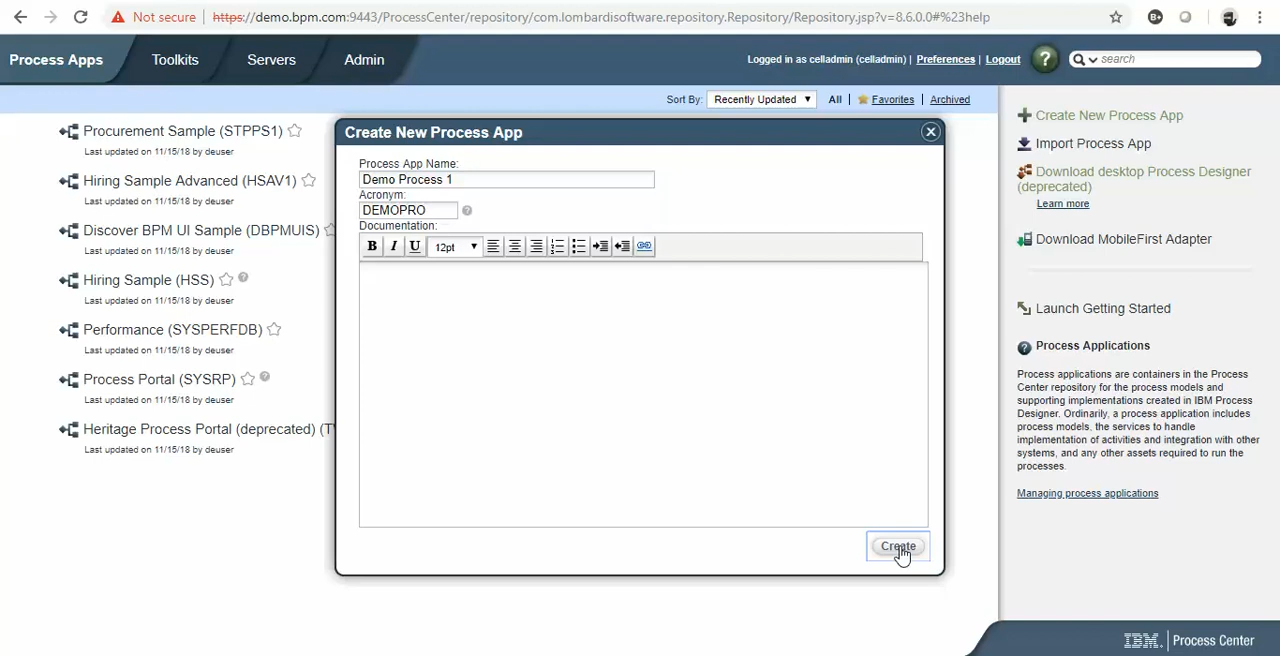 Not secure | https://demo.bpm.com:9443/ProcessCenter/repository/com.lombardisoftware.repository.Repository/Repository.jsp?v=8.6.0.0#%23help
Process Apps Toolkits Servers Admin
Logged in as celladmin (celladmin) | Preferences | Logout ? search
Sort By: Recently Updated All | Favorites | Archived
Procurement Sample (STPPS1)
Last updated on 11/15/18 by deuser
Hiring Sample Advanced (HSAV1)
Last updated on 11/15/18 by deuser
Discover BPM UI Sample (DBPMUIS)
Last updated on 11/15/18 by deuser
Hiring Sample (HSS) ?
Last updated on 11/15/18 by deuser
Performance (SYSPERFDB)
Last updated on 11/15/18 by deuser
Process Portal (SYSRP) ?
Last updated on 11/15/18 by deuser
Heritage Process Portal (deprecated)
Last updated on 11/15/18 by deuser
Create New Process App
Process App Name:
Demo Process 1
Acronym:
DEMOPRO ?
Documentation:
B I U 12pt
Create
Create New Process App
Import Process App
Download desktop Process Designer
(deprecated)
Learn more
Download MobileFirst Adapter
Launch Getting Started
? Process Applications
Process applications are containers in the Process
Center repository for the process models and
supporting implementations created in IBM Process
Designer. Ordinarily, a process application includes
process models, the services to handle
implementation of activities and integration with other
systems, and any other assets required to run the
processes.
Managing process applications
IBM. | Process Center